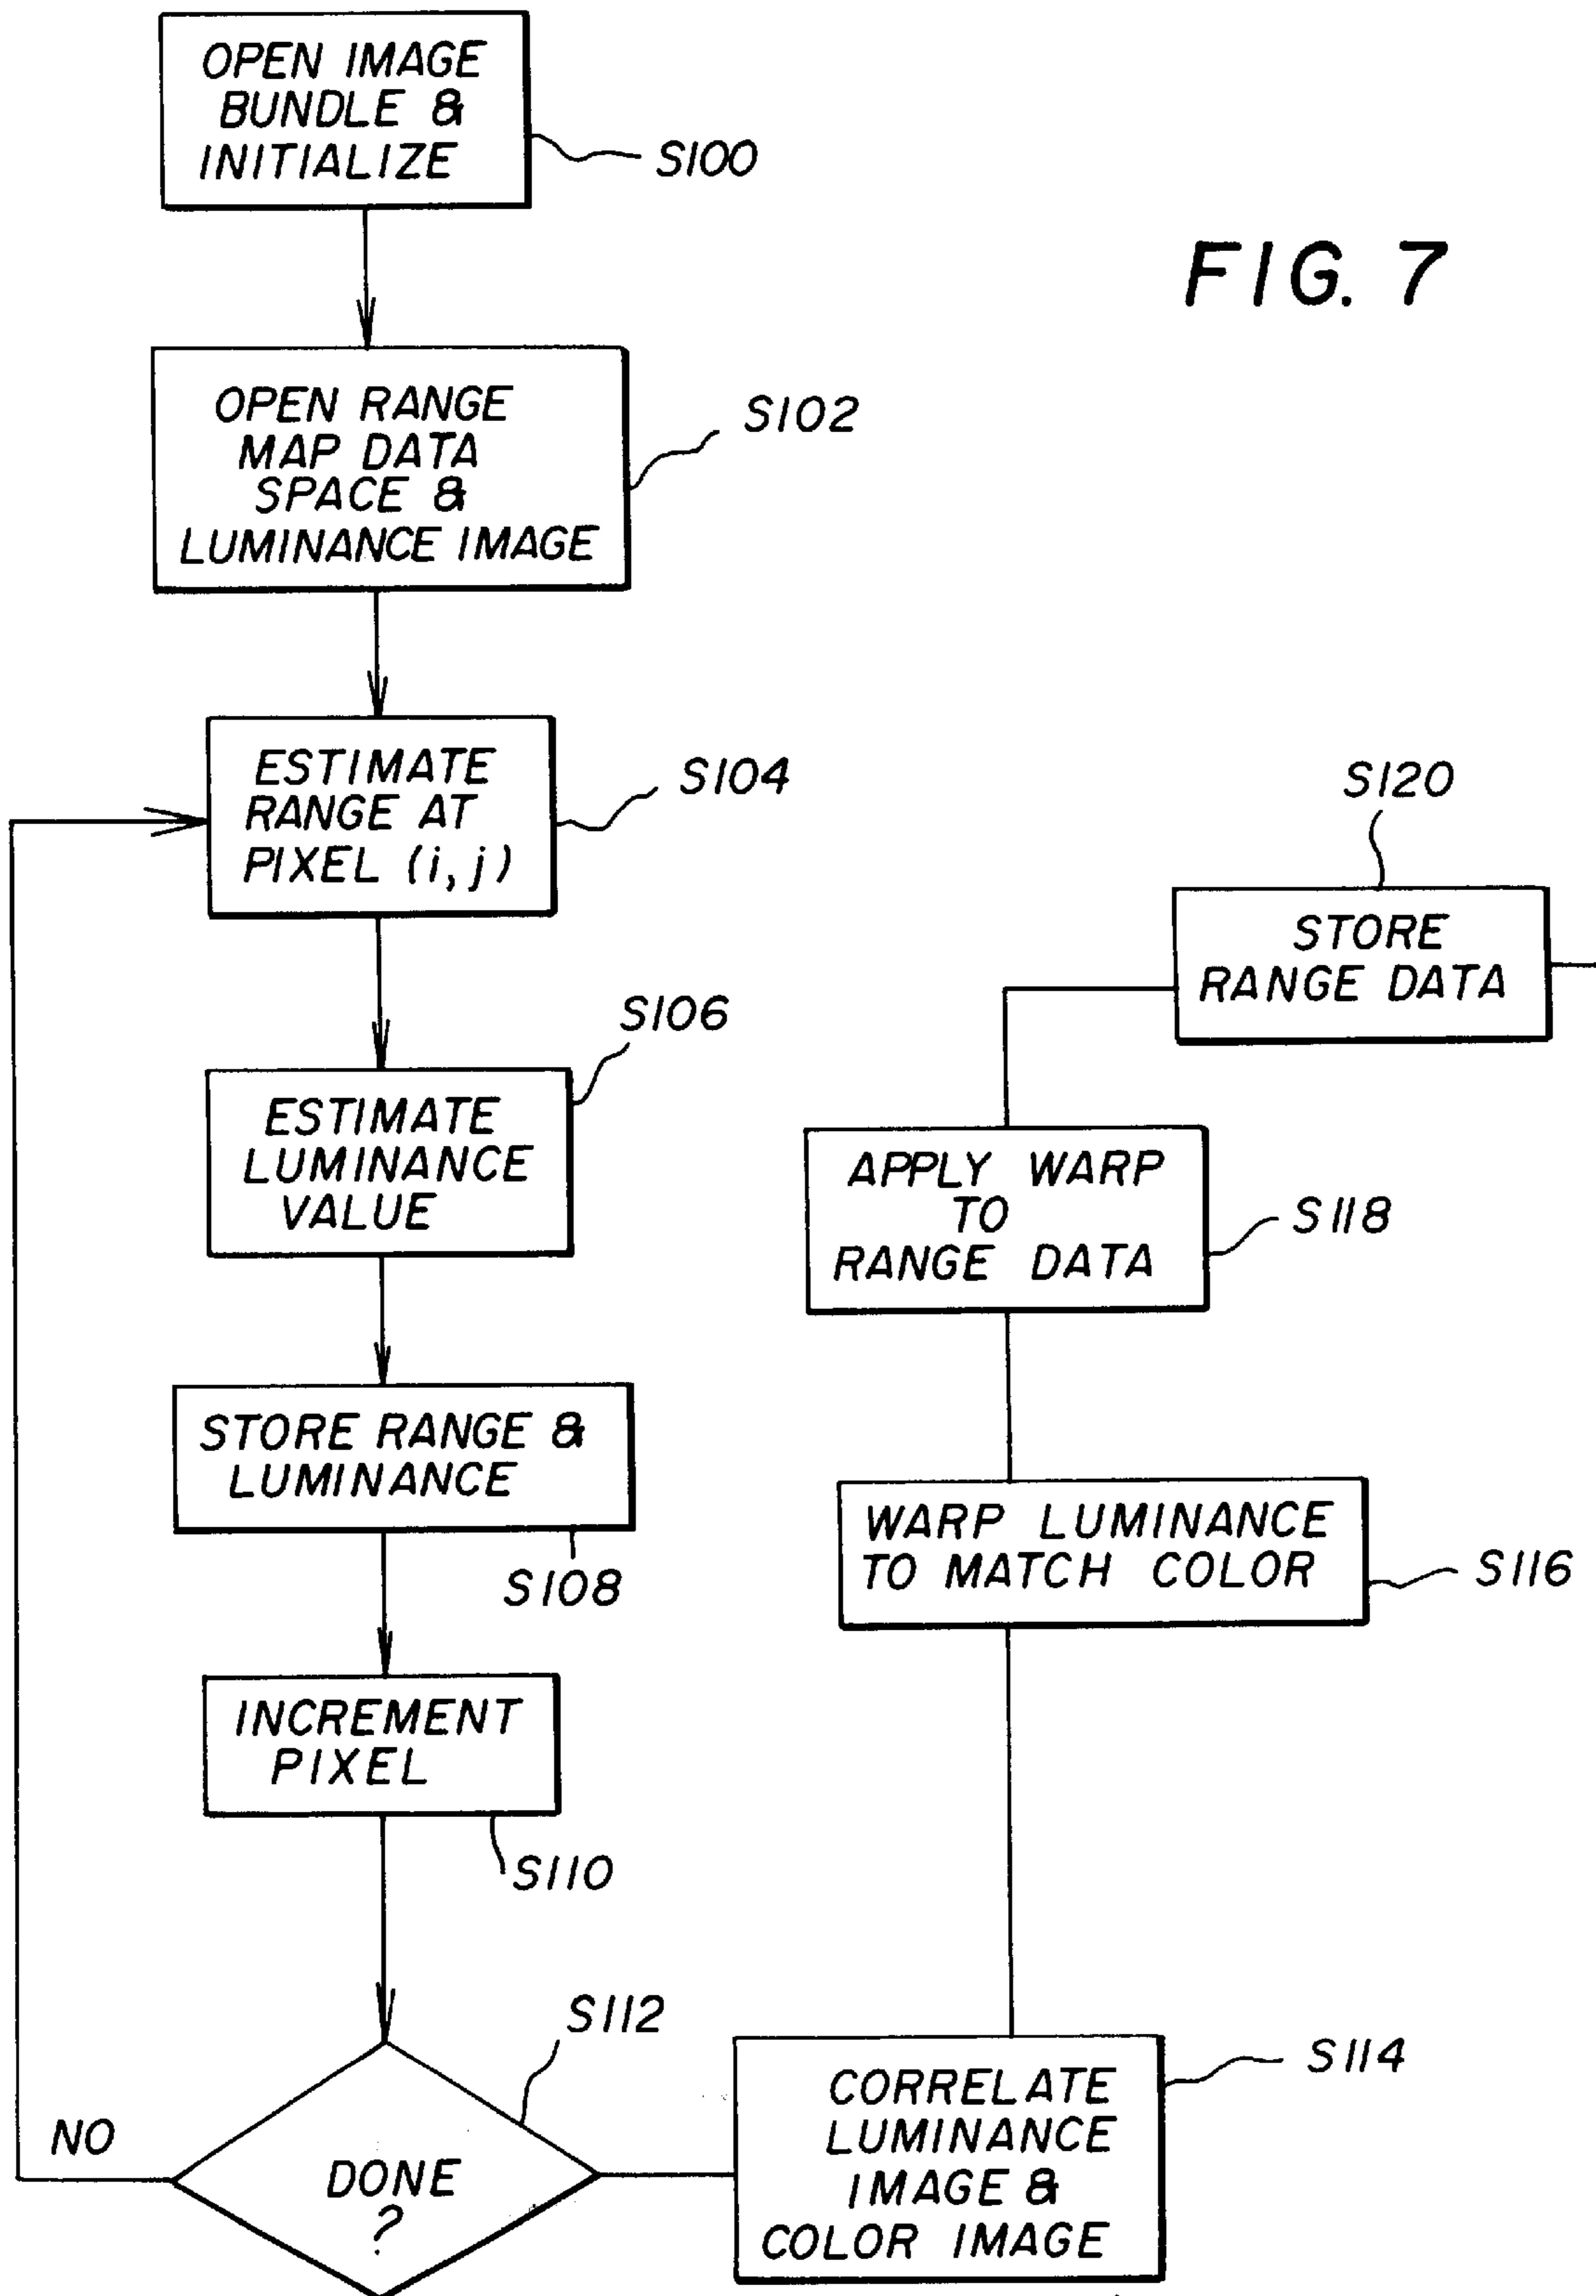 OPEN IMAGE
BUNDLE &
INITIALIZE
S100
FIG. 7
OPEN RANGE
MAP DATA
SPACE &
LUMINANCE IMAGE
S102
ESTIMATE
RANGE AT
PIXEL (i,j)
S104
ESTIMATE
LUMINANCE
VALUE
S106
STORE RANGE &
LUMINANCE
S108
INCREMENT
PIXEL
S110
DONE
?
S112
NO
CORRELATE
LUMINANCE
IMAGE &
COLOR IMAGE
S114
WARP LUMINANCE
TO MATCH COLOR
S116
APPLY WARP
TO
RANGE DATA
S118
STORE
RANGE DATA
S120